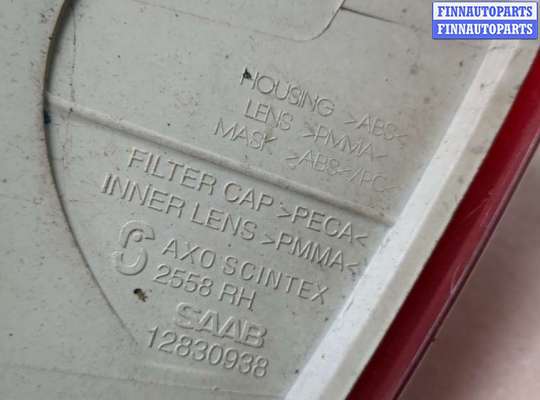 FINNAUTOPARTS
FINNAUTOPARTS
HOUSING >ABS<
LENS >PMMA<
MASK >ABS</PC<
FILTER CAP >PECA<
INNER LENS >PMMA<
AXO SCINTEX
2558 RH
SAAB
12830938